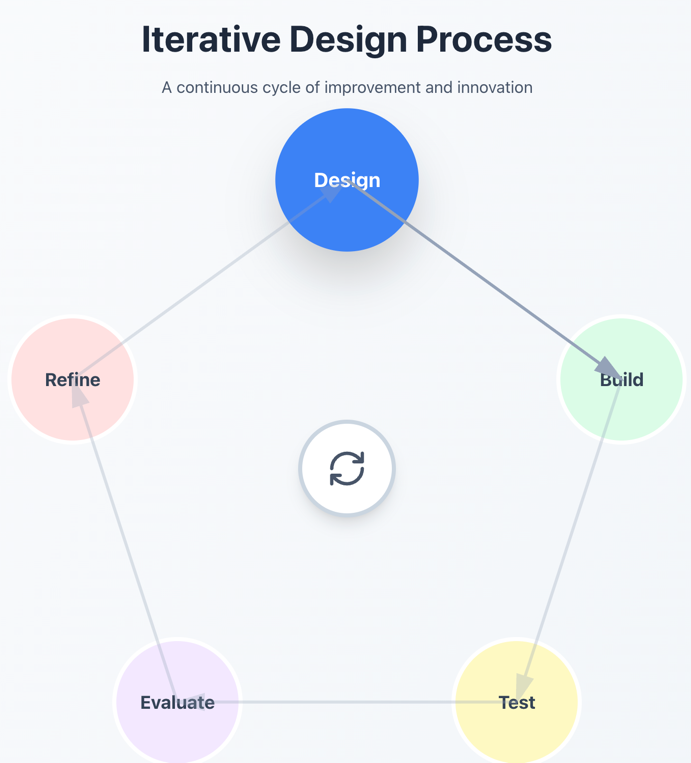 Iterative Design Process
A continuous cycle of improvement and innovation
Design
Refine
Build
Evaluate
Test